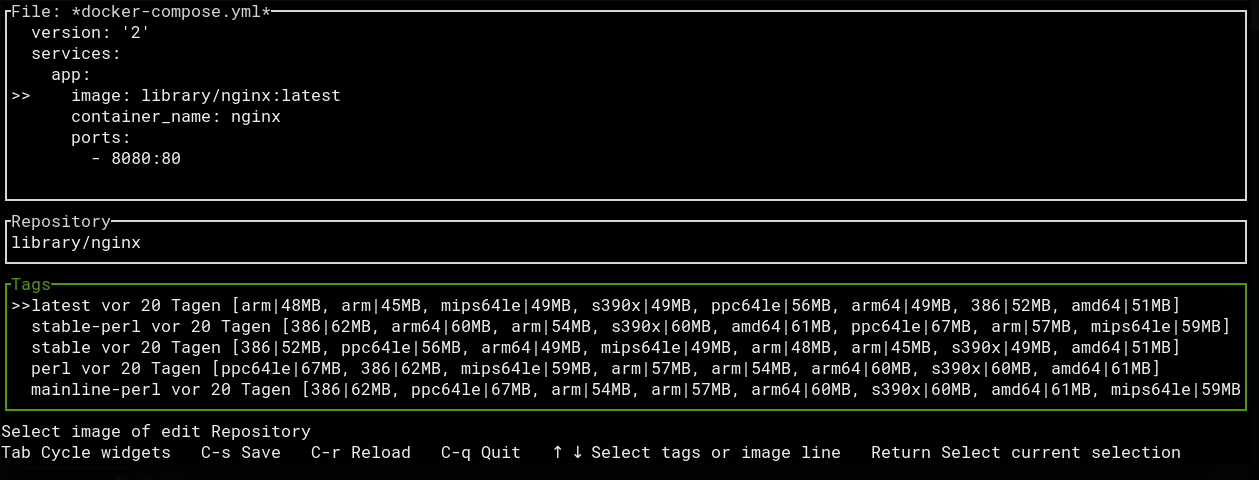 File: *docker-compose.yml*
version: '2'
services:
app:
>> image: library/nginx:latest
container_name: nginx
ports:
- 8080:80
Repository
library/nginx
Tags
>>latest vor 20 Tagen [arm|48MB, arm|45MB, mips64le|49MB, s390x|49MB, ppc64le|56MB, arm64|49MB, 386|52MB, amd64|51MB]
stable-perl vor 20 Tagen [386|62MB, arm64|60MB, arm|54MB, s390x|60MB, amd64|61MB, ppc64le|67MB, arm|57MB, mips64le|59MB]
stable vor 20 Tagen [386|52MB, ppc64le|56MB, arm64|49MB, mips64le|49MB, arm|48MB, arm|45MB, s390x|49MB, amd64|51MB]
perl vor 20 Tagen [ppc64le|67MB, 386|62MB, mips64le|59MB, arm|57MB, arm|54MB, arm64|60MB, s390x|60MB, amd64|61MB]
mainline-perl vor 20 Tagen [386|62MB, ppc64le|67MB, arm|54MB, arm|57MB, arm64|60MB, s390x|60MB, amd64|61MB, mips64le|59MB
Select image of edit Repository
Tab Cycle widgets C-s Save C-r Reload C-q Quit ↑ ↓ Select tags or image line Return Select current selection